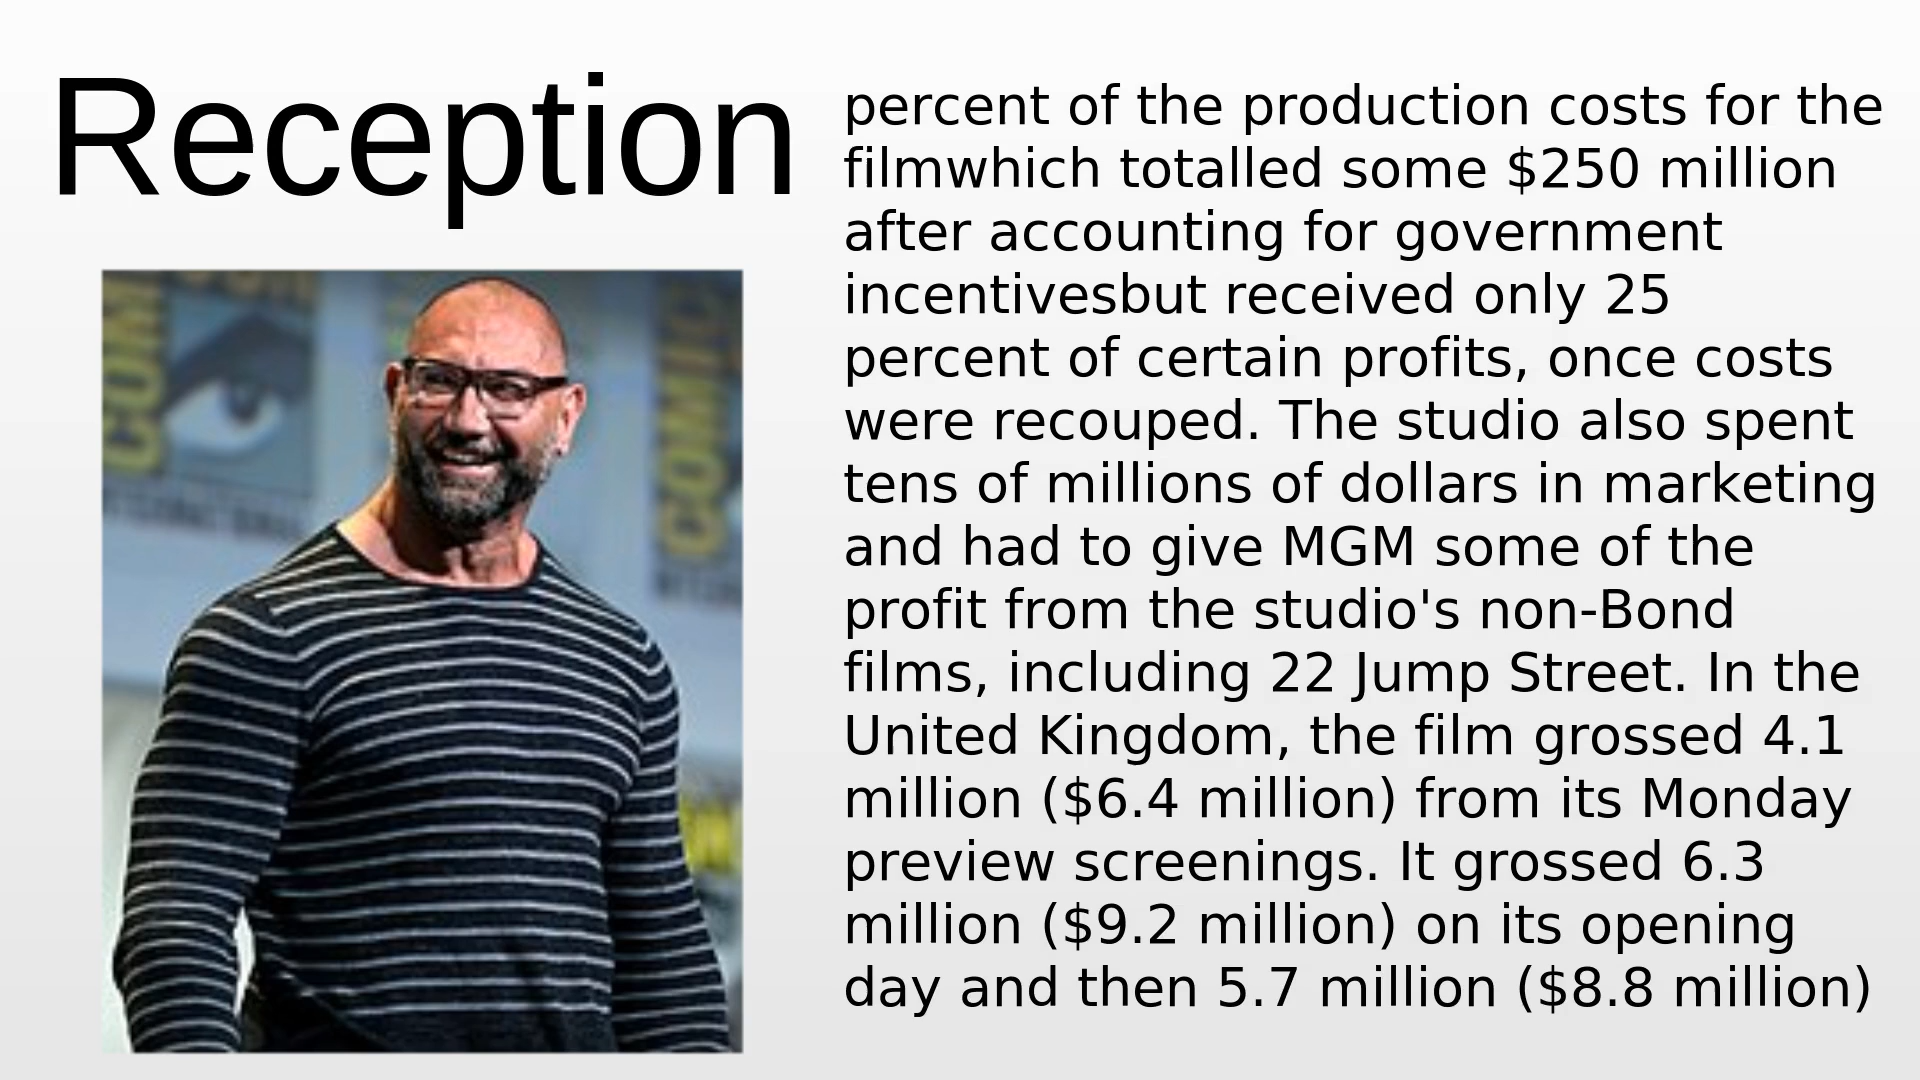 Reception
percent of the production costs for the
filmwhich totalled some $250 million
after accounting for government
incentivesbut received only 25
percent of certain profits, once costs
were recouped. The studio also spent
tens of millions of dollars in marketing
and had to give MGM some of the
profit from the studio's non-Bond
films, including 22 Jump Street. In the
United Kingdom, the film grossed 4.1
million ($6.4 million) from its Monday
preview screenings. It grossed 6.3
million ($9.2 million) on its opening
day and then 5.7 million ($8.8 million)